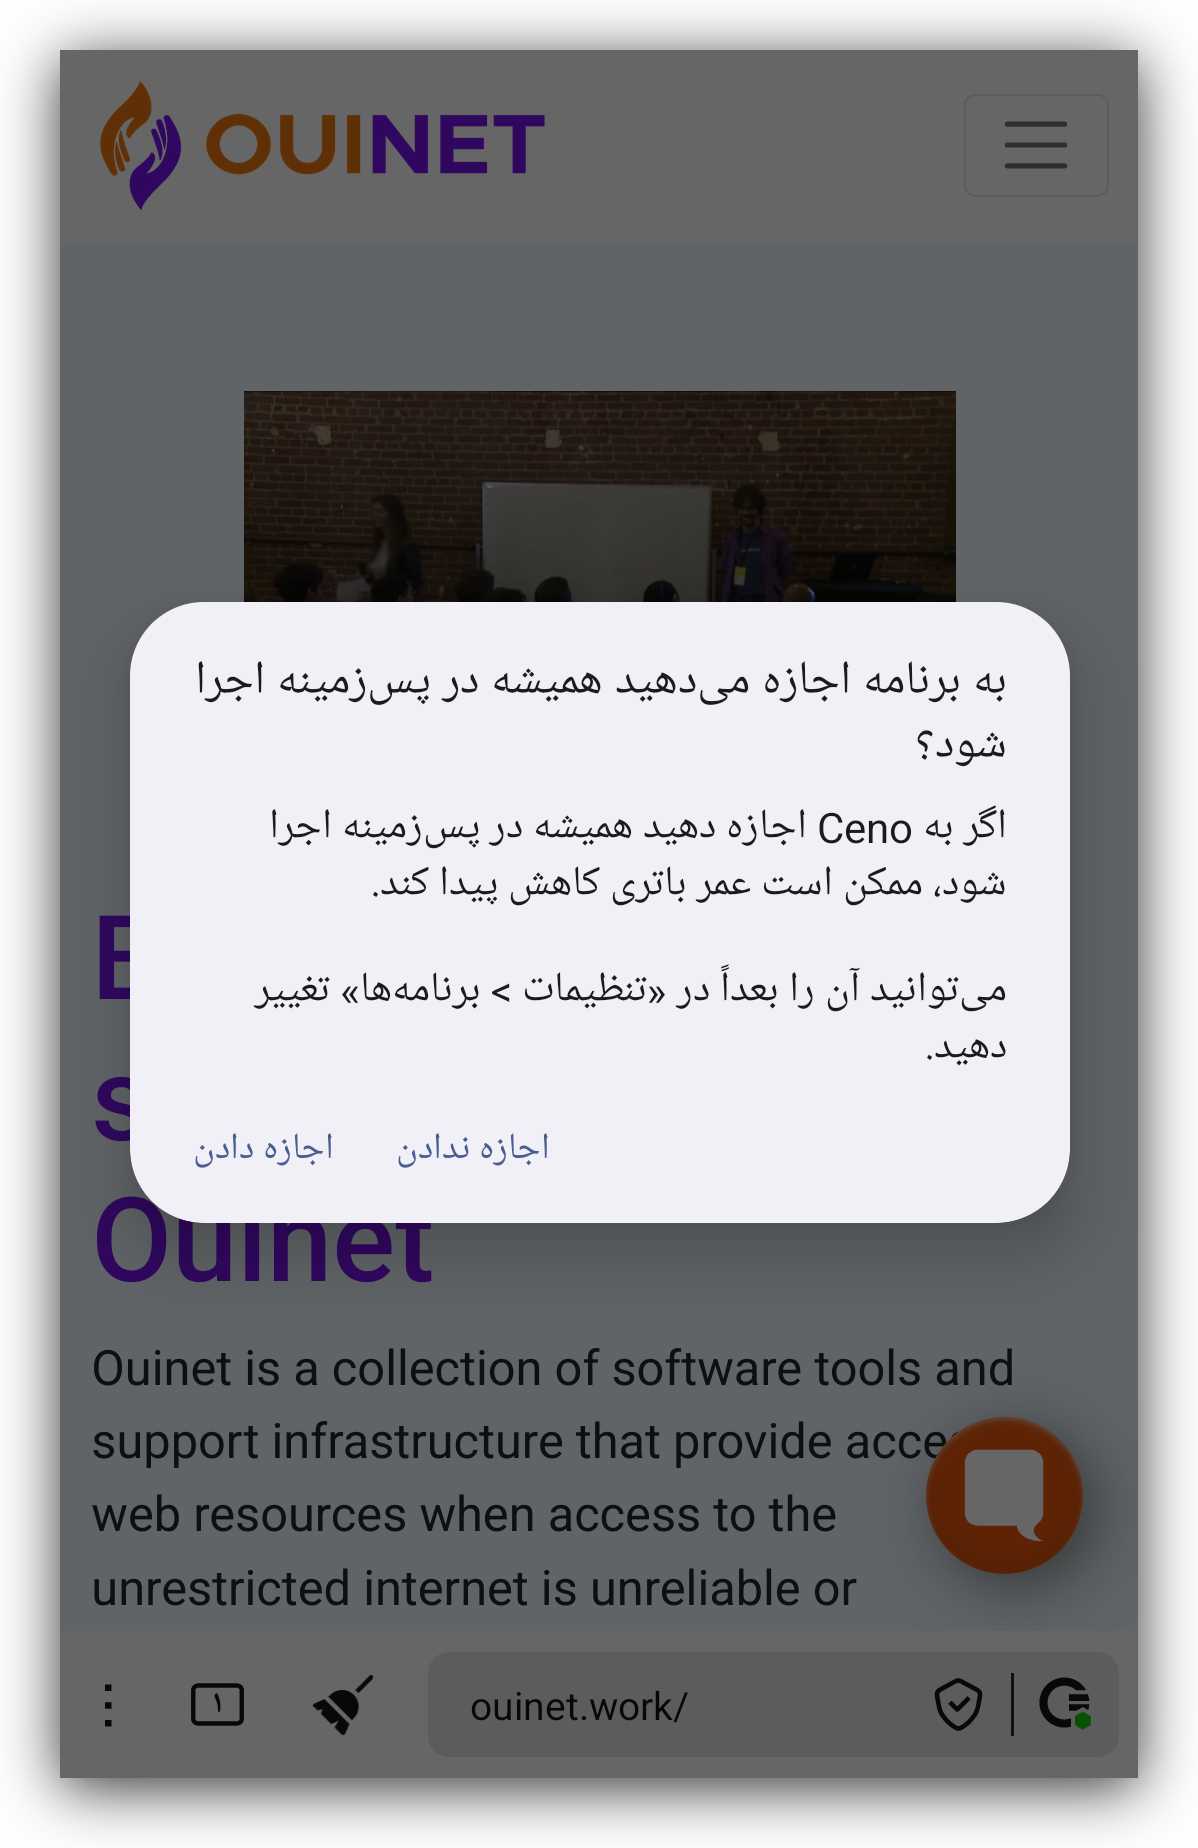 OUINET
به برنامه اجازه می‌دهید همیشه در پس‌زمینه اجرا
شود؟
اگر به Ceno اجازه دهید همیشه در پس‌زمینه اجرا
شود، ممکن است عمر باتری کاهش پیدا کند.
می‌توانید آن را بعداً در «تنظیمات > برنامه‌ها» تغییر
دهید.
اجازه ندادن
اجازه دادن
Ouinet
Ouinet is a collection of software tools and
support infrastructure that provide
web resources when access to the
unrestricted internet is unreliable or
۱
ouinet.work/